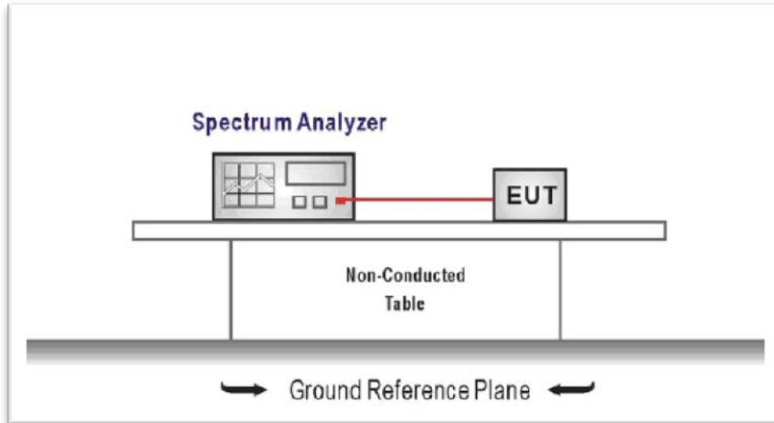 Spectrum Analyzer
EUT
Non-Conducted
Table
Ground Reference Plane